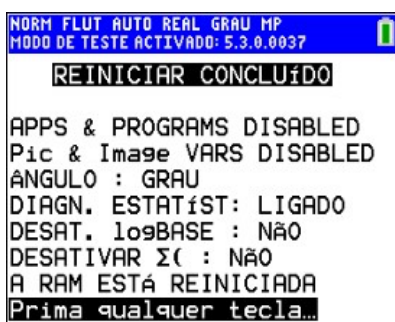 NORM FLUT AUTO REAL GRAU MP
MODO DE TESTE ACTIVADO: 5.3.0.0037
REINICIAR CONCLUíDO
APPS & PROGRAMS DISABLED
Pic & Image VARS DISABLED
ÂNGULO : GRAU
DIAGN. ESTATíST: LIGADO
DESAT. logBASE : NÃO
DESATIVAR Σ( : NÃO
A RAM ESTÁ REINICIADA
Prima qualquer tecla…